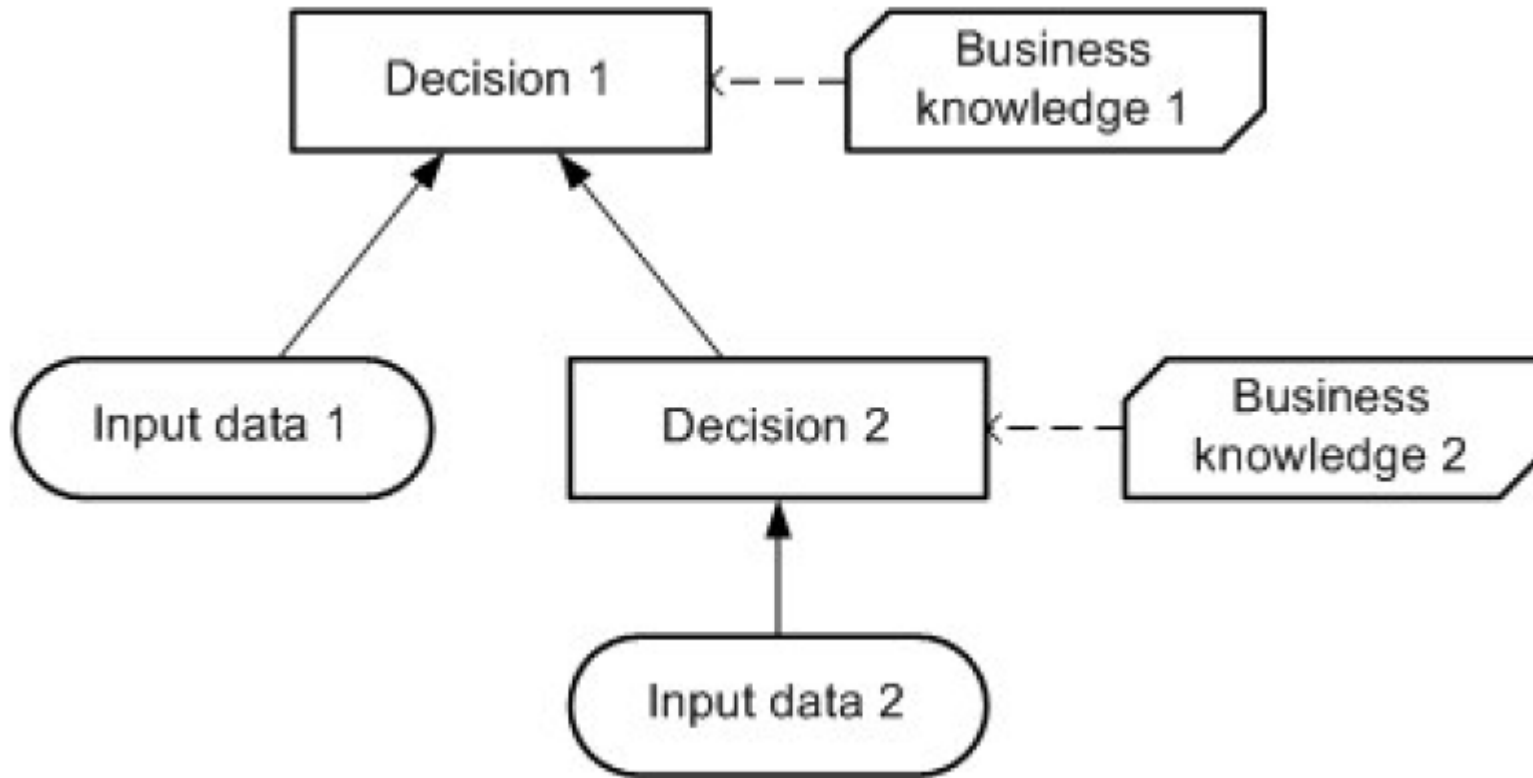 Decision 1
Business
knowledge 1
Input data 1
Decision 2
Business
knowledge 2
Input data 2